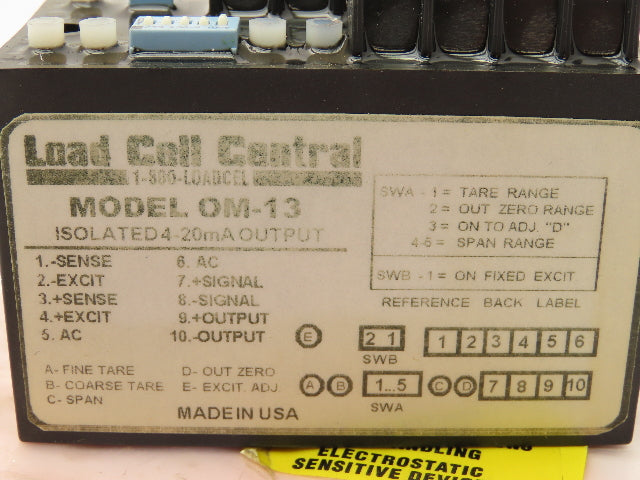 Load Cell Central
1-800-LOADCEL
MODEL OM-13
ISOLATED 4-20mA OUTPUT
1.-SENSE 6. AC
2.-EXCIT 7.+SIGNAL
3.+SENSE 8.-SIGNAL
4.+EXCIT 9.+OUTPUT
5. AC 10.-OUTPUT
A- FINE TARE D- OUT ZERO
B- COARSE TARE E- EXCIT. ADJ.
C- SPAN
MADE IN USA
SWA - 1 = TARE RANGE
2 = OUT ZERO RANGE
3 = ON TO ADJ. "D"
4-5 = SPAN RANGE
SWB - 1 = ON FIXED EXCIT.
REFERENCE BACK LABEL
E 2 1 1 2 3 4 5 6
SWB
A B 1...5 C D 7 8 9 10
SWA
ELECTROSTATIC
SENSITIVE